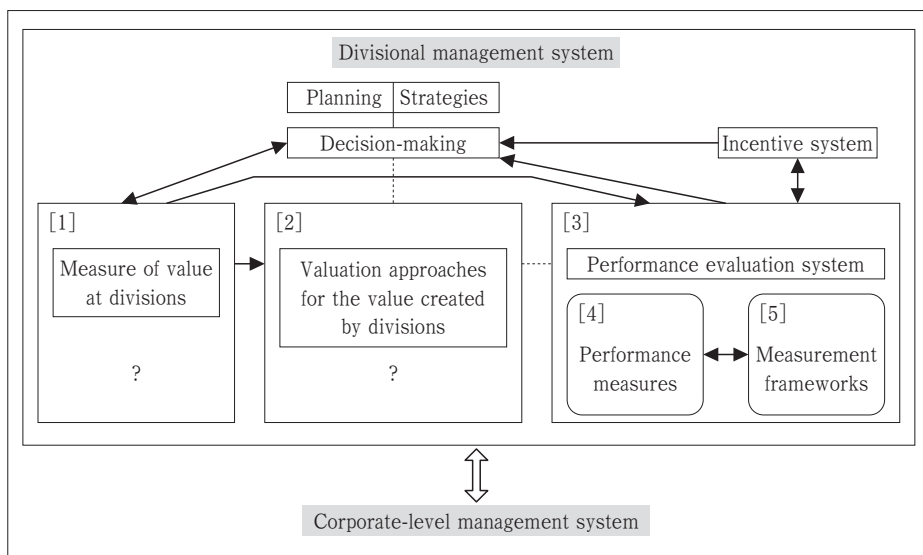 Divisional management system
Planning
Strategies
Decision-making
Incentive system
[1]
Measure of value
at divisions
?
[2]
Valuation approaches
for the value created
by divisions
?
[3]
Performance evaluation system
[4]
Performance
measures
[5]
Measurement
frameworks
Corporate-level management system